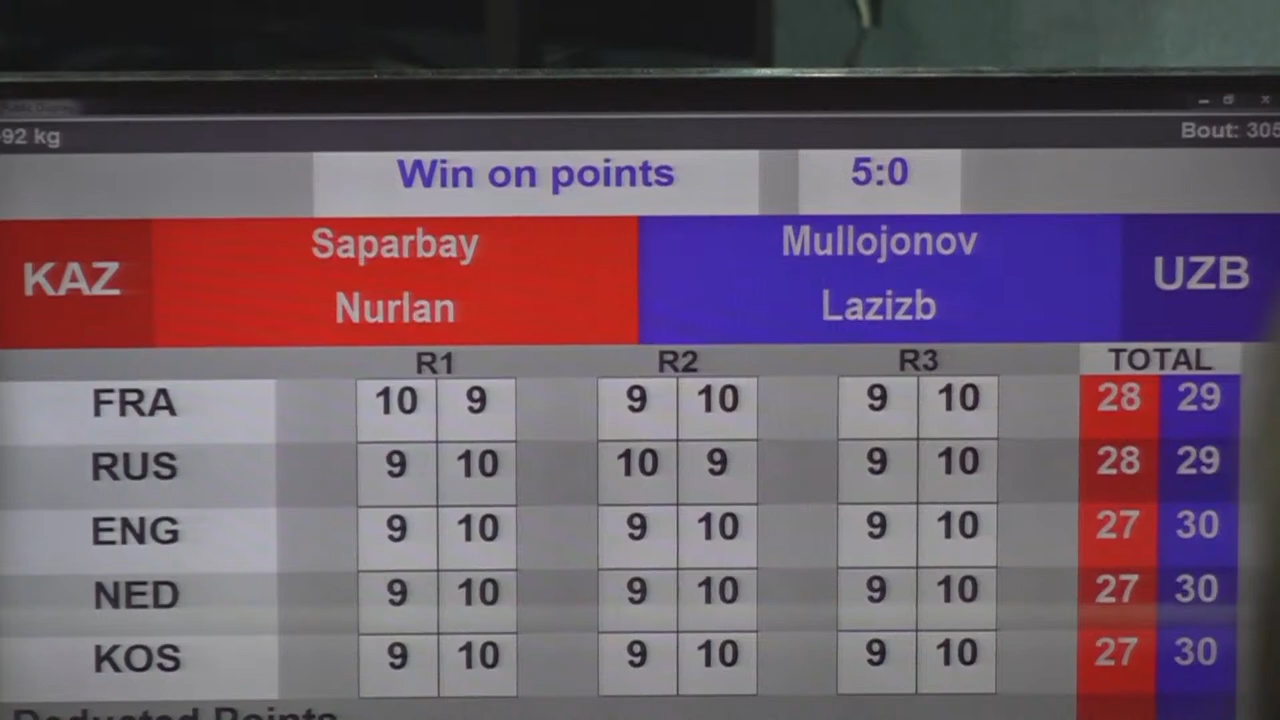 -92 kg Bout: 305
Win on points 5:0
KAZ Saparbay Nurlan Mullojonov Lazizb UZB
R1 R2 R3 TOTAL
FRA 10 9 9 10 9 10 28 29
RUS 9 10 10 9 9 10 28 29
ENG 9 10 9 10 9 10 27 30
NED 9 10 9 10 9 10 27 30
KOS 9 10 9 10 9 10 27 30
Deducted Points